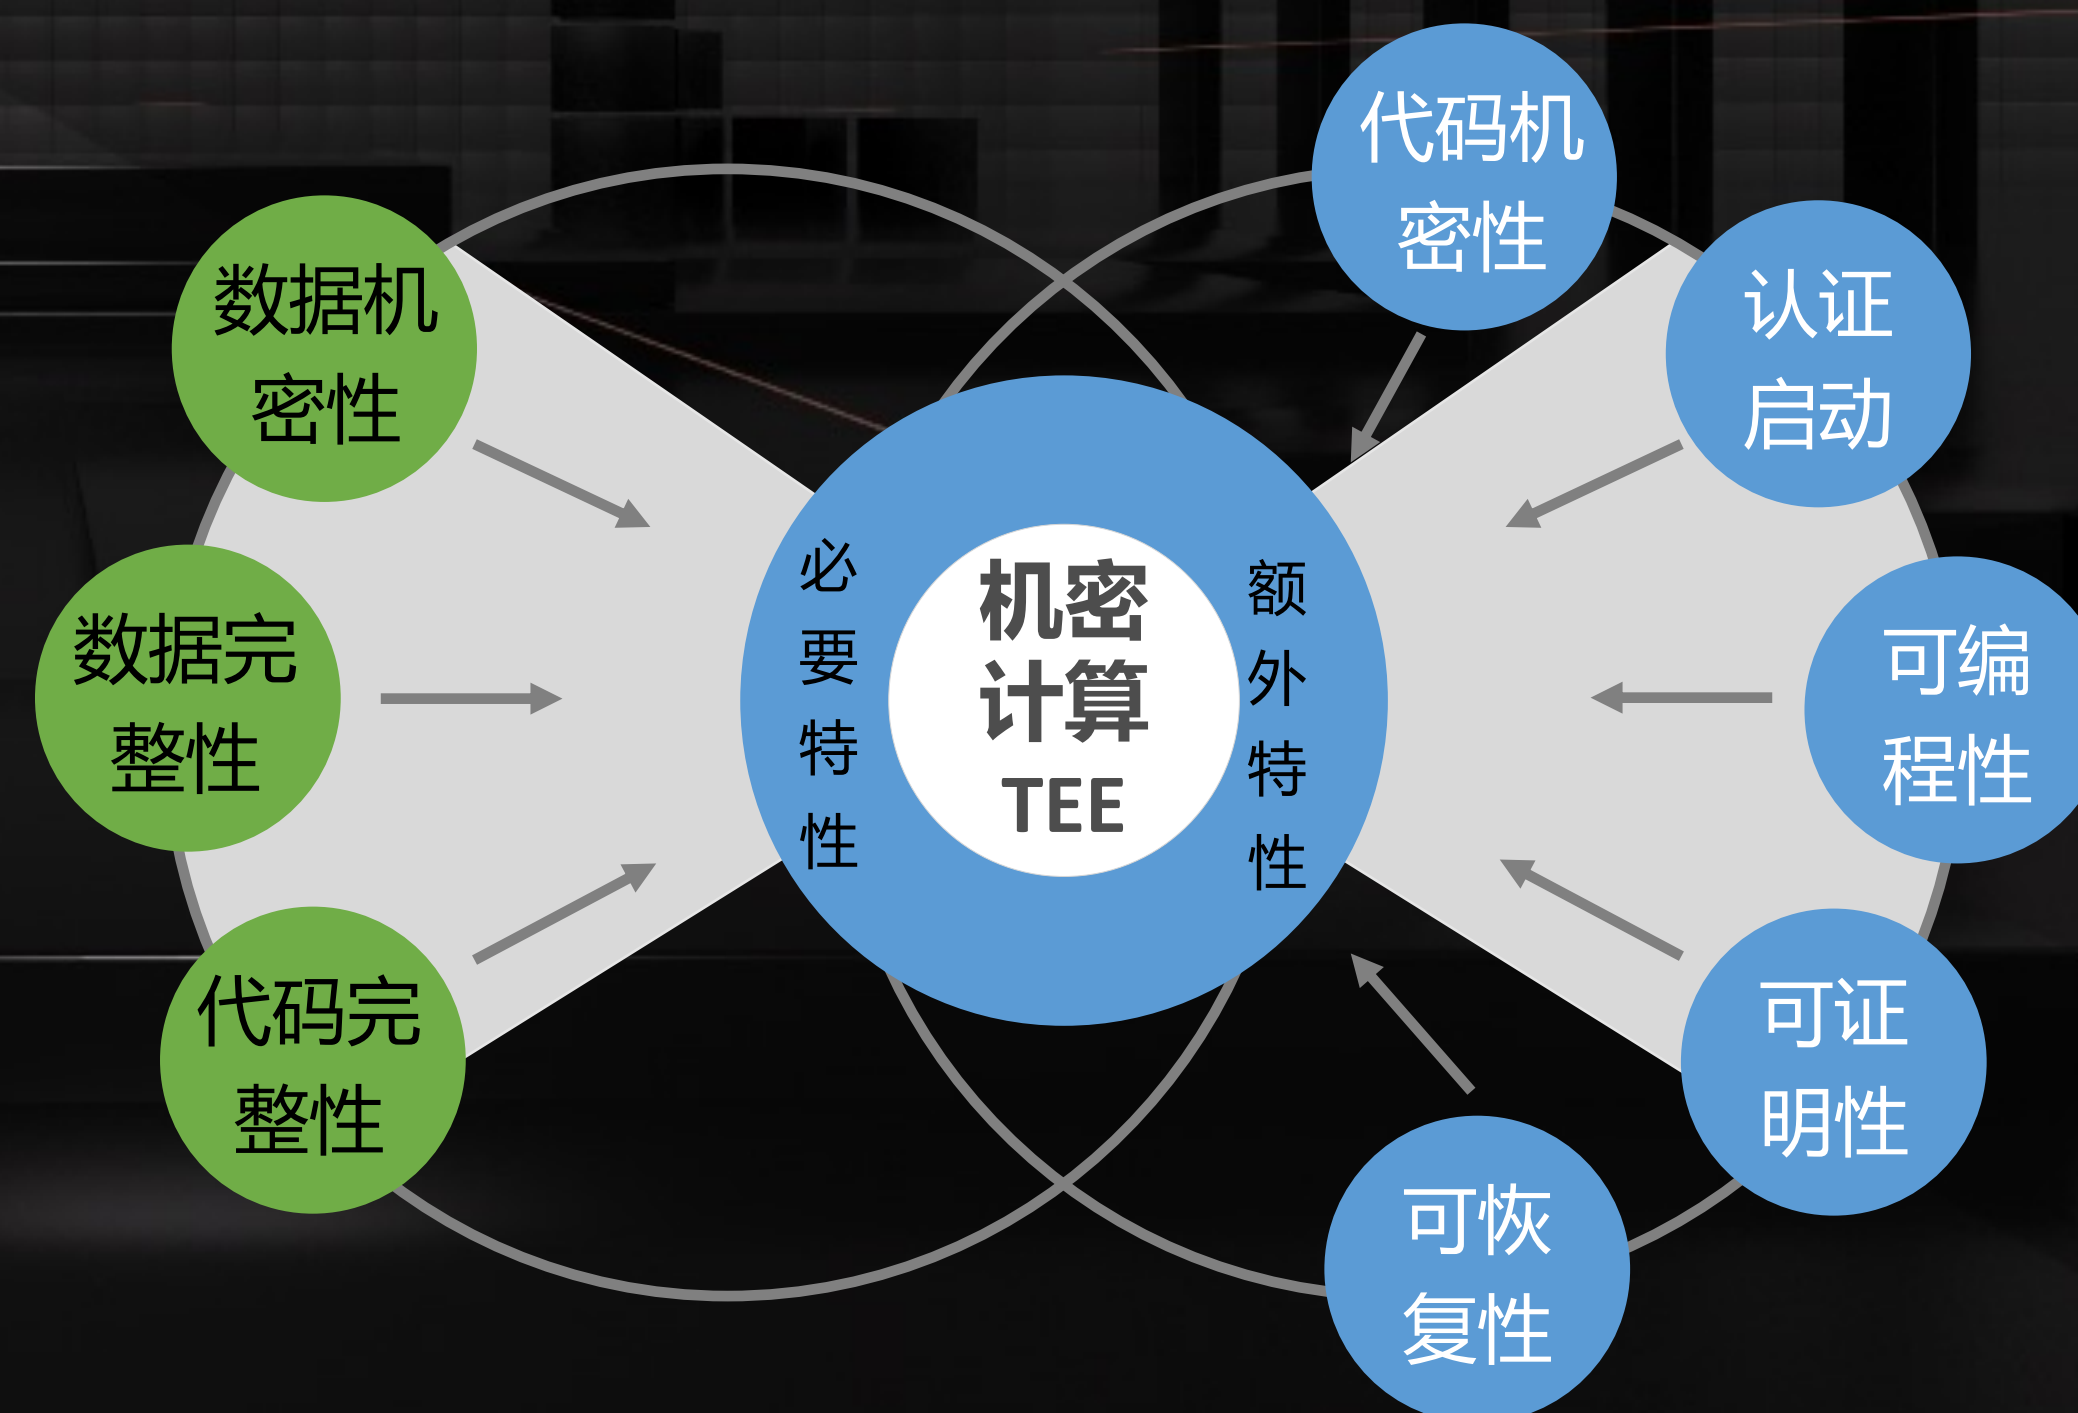 数据机
密性
数据完
整性
代码完
整性
必
要
特
性
机密
计算
TEE
额
外
特
性
代码机
密性
认证
启动
可编
程性
可证
明性
可恢
复性